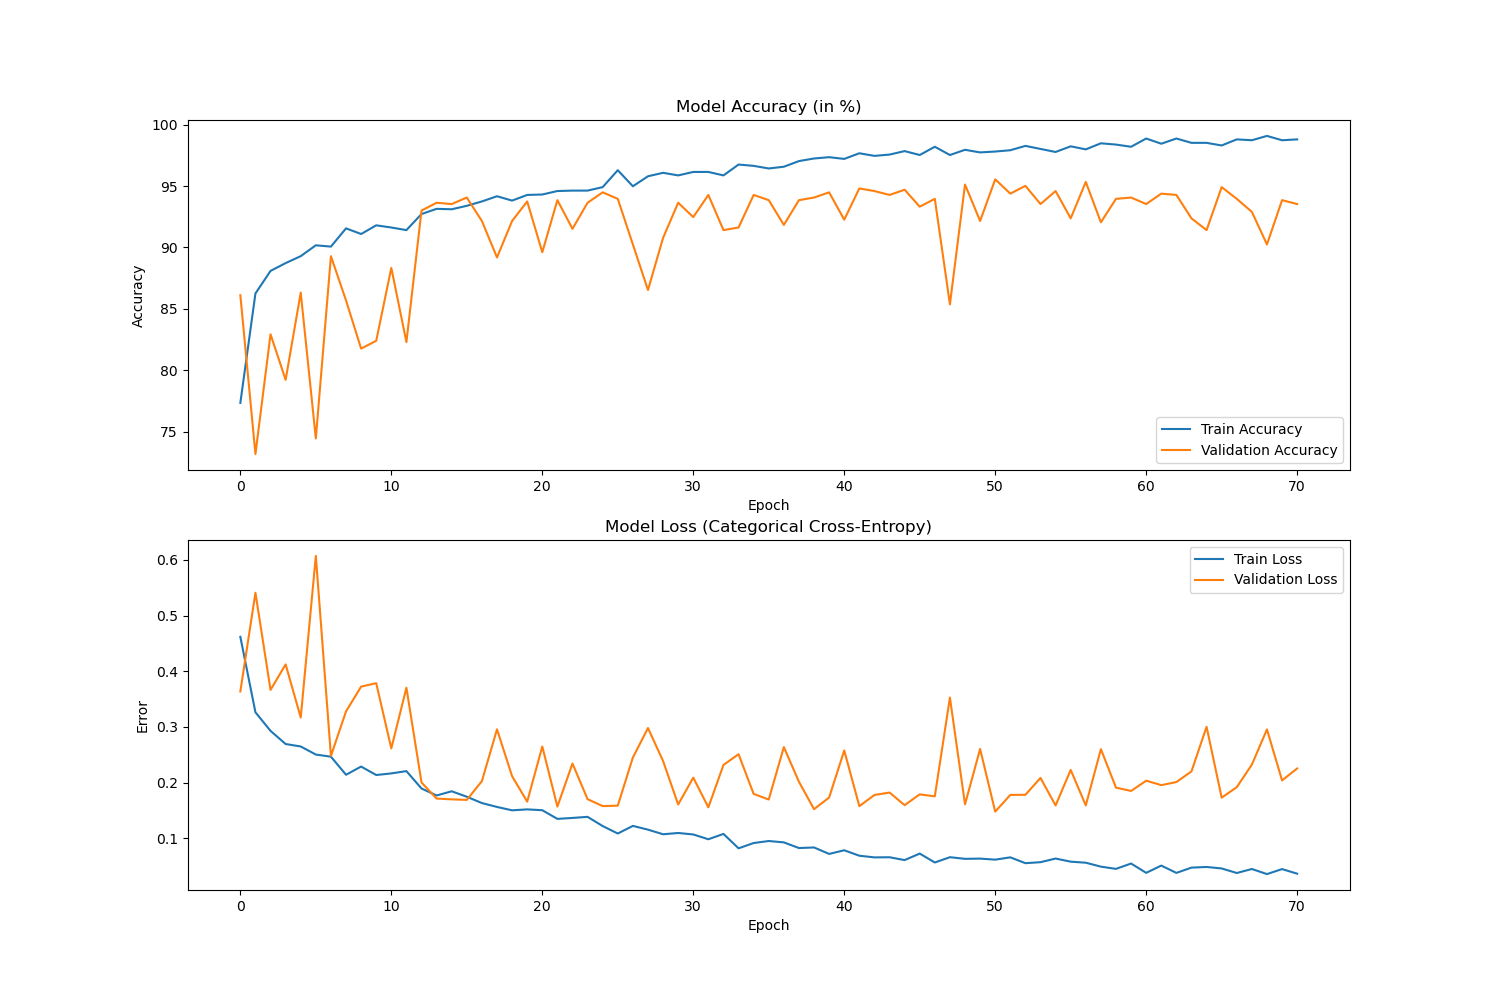 Model Accuracy (in %)
100
95
90
85
80
75
Accuracy
Train Accuracy
Validation Accuracy
0 10 20 30 40 50 60 70
Epoch
Model Loss (Categorical Cross-Entropy)
0.6
0.5
0.4
0.3
0.2
0.1
Error
Train Loss
Validation Loss
0 10 20 30 40 50 60 70
Epoch